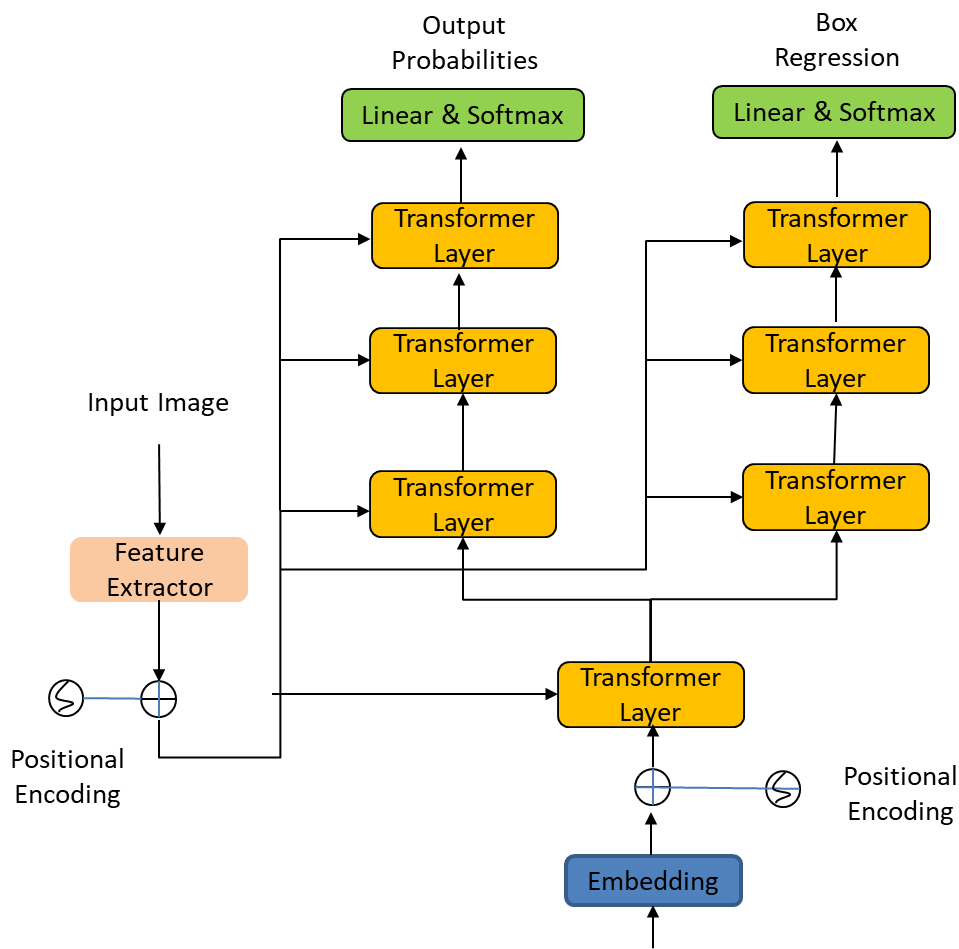 Output
Probabilities
Box
Regression
Linear & Softmax
Linear & Softmax
Transformer
Layer
Transformer
Layer
Transformer
Layer
Transformer
Layer
Input Image
Transformer
Layer
Transformer
Layer
Feature
Extractor
Transformer
Layer
Positional
Encoding
Positional
Encoding
Embedding